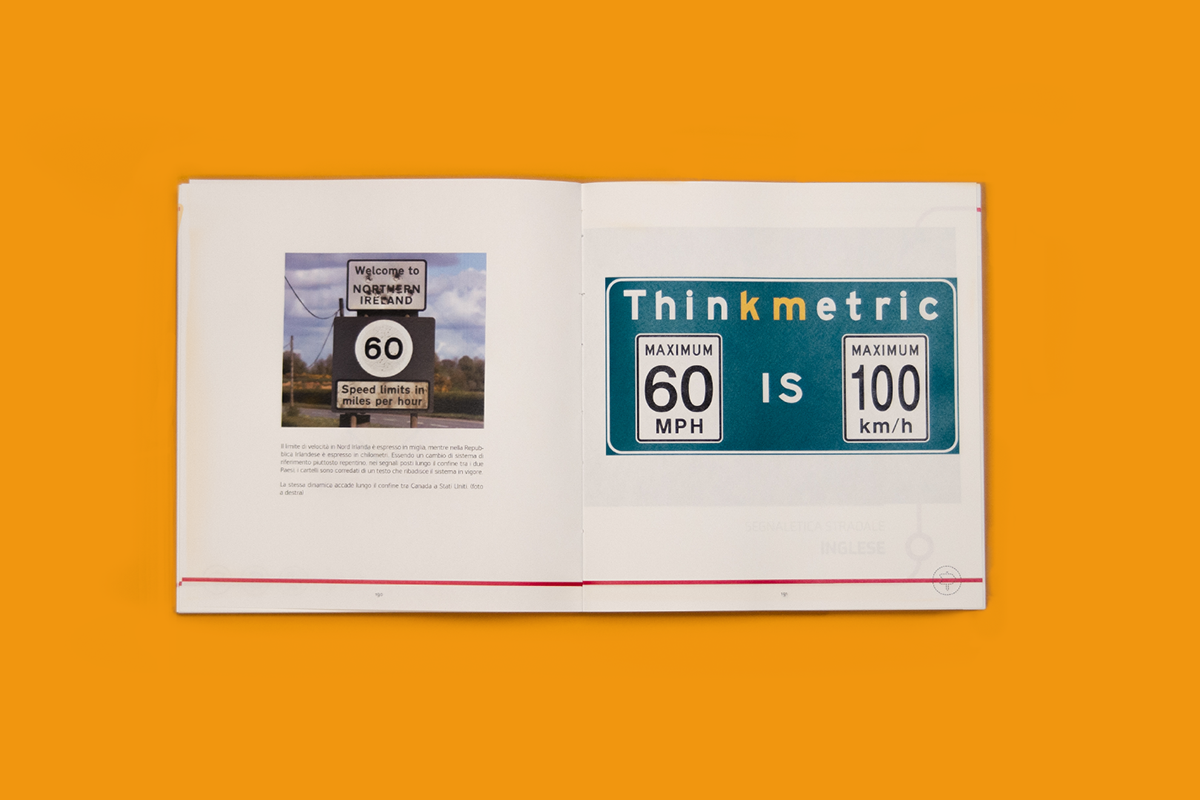 Welcome to
NORTHERN
IRELAND
60
Speed limits in
miles per hour
Il limite di velocità in Nord Irlanda è espresso in miglia, mentre nella Repub-
blica Irlandese è espresso in chilometri. Essendo un cambio di sistema di
riferimento piuttosto repentino, nei segnali posti lungo il confine tra i due
Paesi i cartelli sono corredati di un testo che ribadisce il sistema in vigore.
La stessa dinamica accade lungo il confine tra Canada a Stati Uniti (foto
a destra)
Thinkmetric
MAXIMUM
60
MPH
IS
MAXIMUM
100
km/h
SEGNALETICA STRADALE
INGLESE